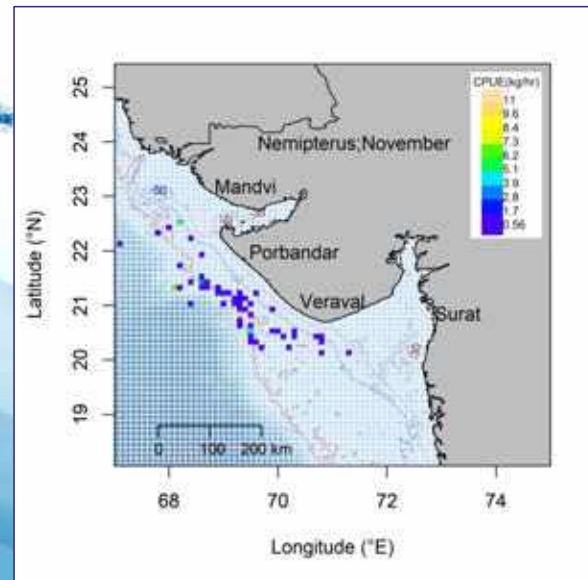 CPUE(kg/hr)
11
9.6
8.4
7.3
6.2
5.1
3.9
2.8
1.7
0.56
Nemipterus;November
Mandvi
Porbandar
Veraval
Surat
-50
25
24
23
22
21
20
19
Latitude (°N)
0 100 200 km
68 70 72 74
Longitude (°E)